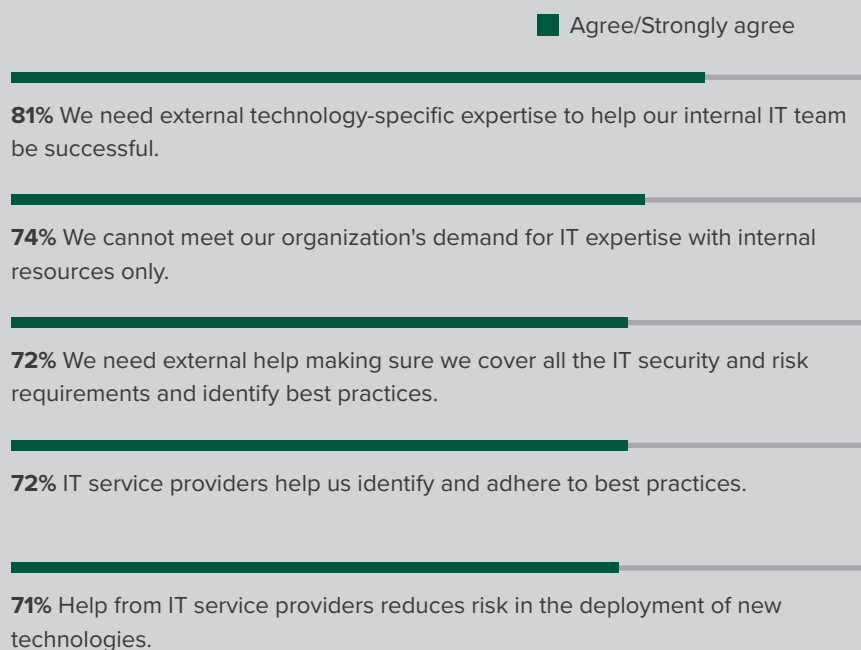 Agree/Strongly agree
81% We need external technology-specific expertise to help our internal IT team
be successful.
74% We cannot meet our organization's demand for IT expertise with internal
resources only.
72% We need external help making sure we cover all the IT security and risk
requirements and identify best practices.
72% IT service providers help us identify and adhere to best practices.
71% Help from IT service providers reduces risk in the deployment of new
technologies.